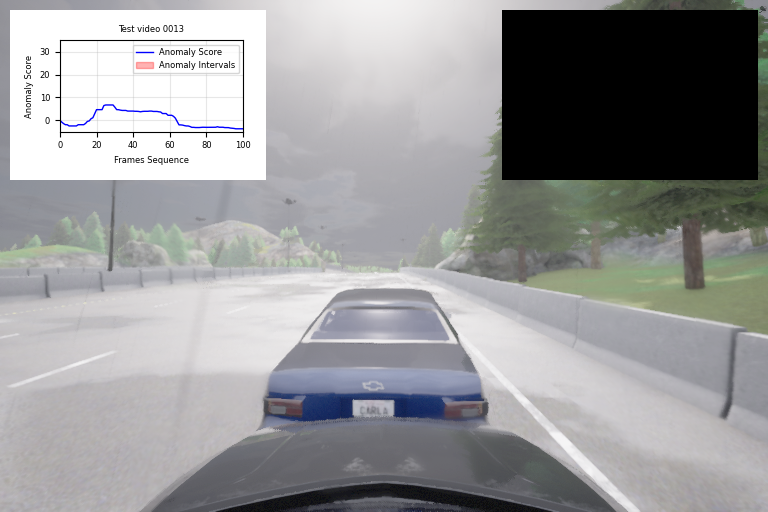 Test video 0013
Anomaly Score
Anomaly Intervals
Anomaly Score
30
20
10
0
0 20 40 60 80 100
Frames Sequence
CARLA